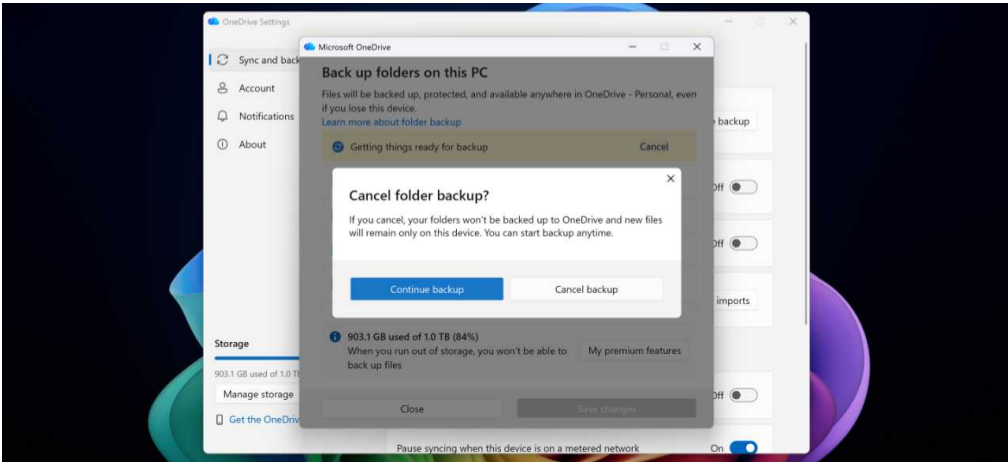 OneDrive Settings
Microsoft OneDrive
Sync and back
Account
Notifications
About
Back up folders on this PC
Files will be backed up, protected, and available anywhere in OneDrive - Personal, even
if you lose this device.
Learn more about folder backup
Getting things ready for backup Cancel
backup
Off
Cancel folder backup?
If you cancel, your folders won't be backed up to OneDrive and new files
will remain only on this device. You can start backup anytime.
Off
Continue backup Cancel backup
imports
Storage
903.1 GB used of 1.0 TB
Manage storage
Get the OneDriv
903.1 GB used of 1.0 TB (84%)
When you run out of storage, you won't be able to
back up files
My premium features
Close Save changes
Off
Pause syncing when this device is on a metered network On